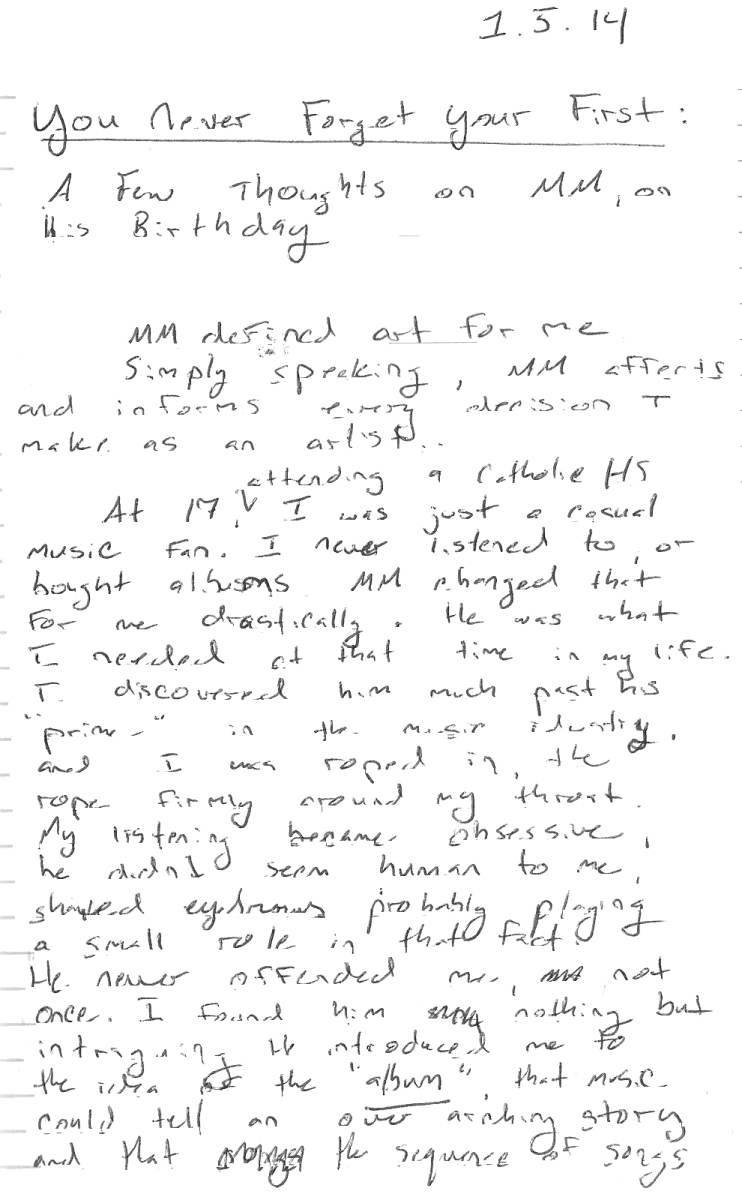 1.5.14
You Never Forget your First:
A Few Thoughts on MM, on
His Birthday
MM defined art for me
Simply speaking, MM affects
and informs every decision I
make as an artist..
attending a Catholic HS
At 17, V I was just a casual
music fan. I never listened to, or
bought albums MM changed that
for me drastically. He was what
I needed at that time in my life.
I discovered him much past his
"prime" in the music idustry.
and I was roped in, the
rope firmly around my throat.
My listening became obsessive,
he didn't seem human to me,
shaved eyebrows probably playing
a small role in that fact
He never offended me, not
once. I found him nothing but
intraguing, He introduced me to
the idea of the "album", that music
could tell an over arching story
and that the sequence of songs